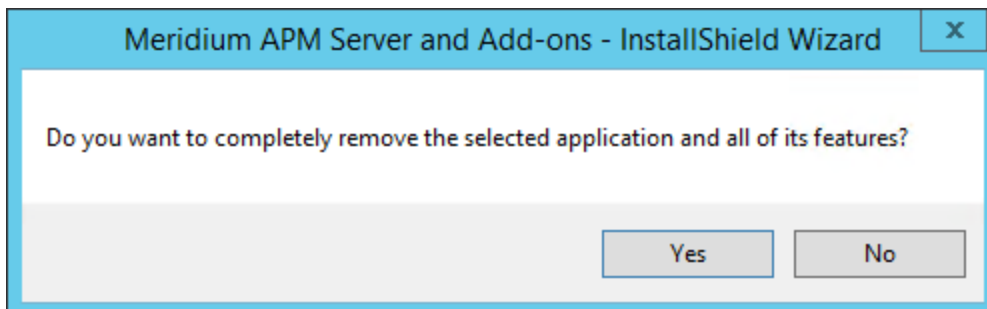 Meridium APM Server and Add-ons - InstallShield Wizard
x
Do you want to completely remove the selected application and all of its features?
Yes
No